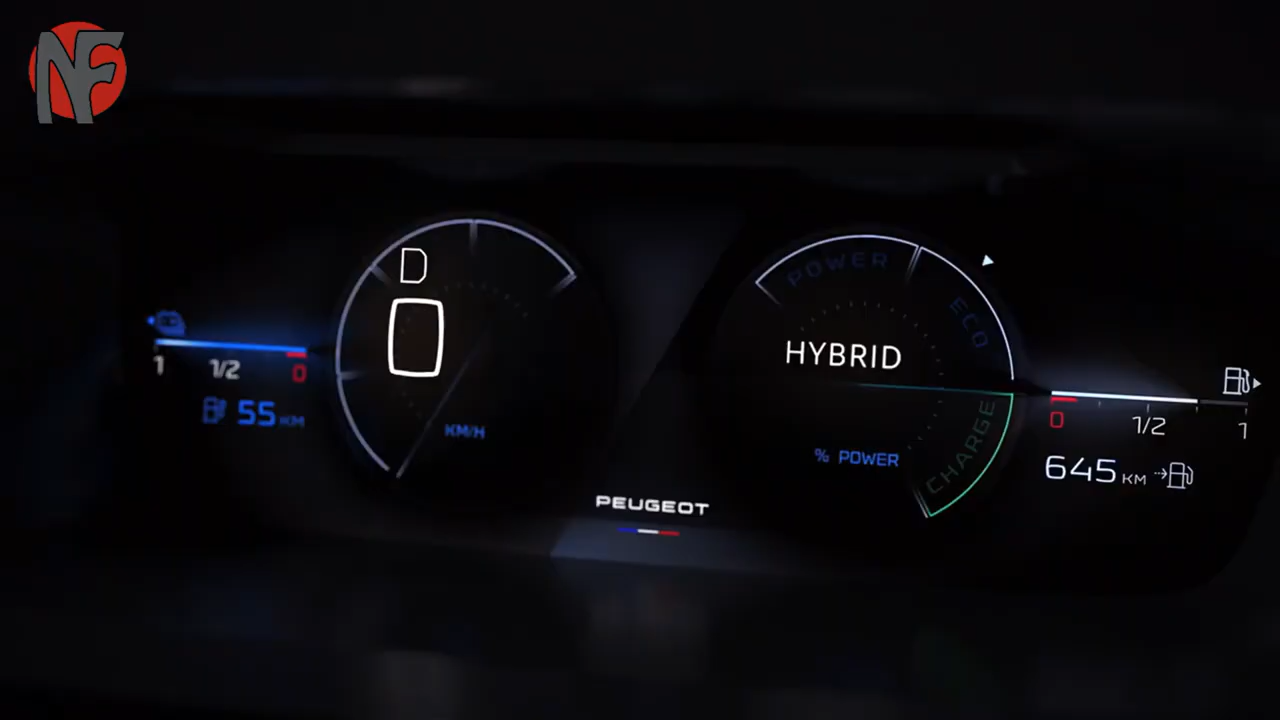 NF
D
0
KM/H
1 1/2 0
55 KM
POWER
ECO
HYBRID
CHARGE
% POWER
0 1/2 1
645 KM
PEUGEOT